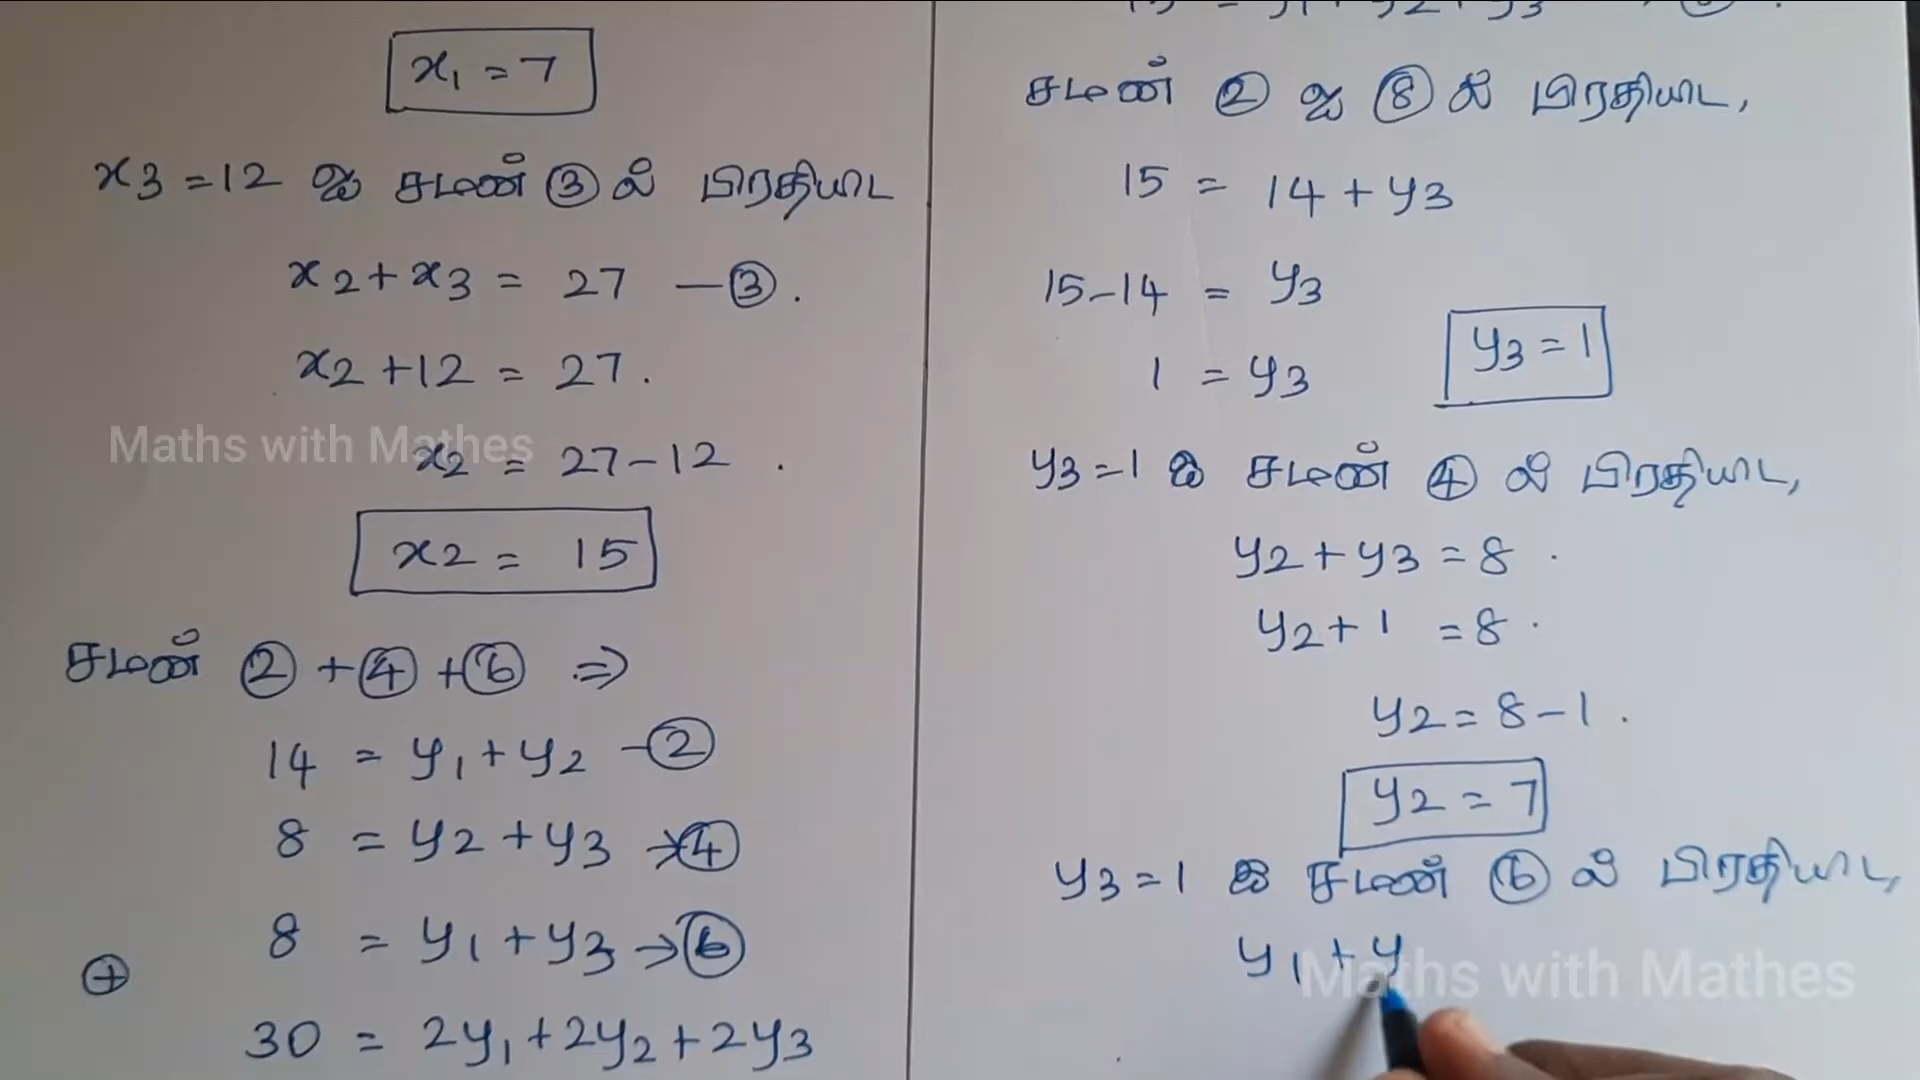 x₁ = 7
x3 = 12 ஐ சமன் ③ ல் பிரதியிட
x2 + x3 = 27 — ③ .
x2 + 12 = 27 .
Maths with Mathes
x2 = 27 - 12 .
x2 = 15
சமன் ② + ④ + ⑥ ⇒
14 = y₁ + y2 - ②
8 = y2 + y3 → ④
8 = y₁ + y3 → ⑥
⊕
30 = 2y₁ + 2y2 + 2y3
சமன் ② ஐ ⑧ ல் பிரதியிட,
15 = 14 + y3
15 - 14 = y3
1 = y3
y3 = 1
y3 = 1 ஐ சமன் ④ ல் பிரதியிட,
y2 + y3 = 8 .
y2 + 1 = 8 .
y2 = 8 - 1 .
y2 = 7
y3 = 1 ஐ சமன் ⑥ ல் பிரதியிட,
y₁ + y
Maths with Mathes